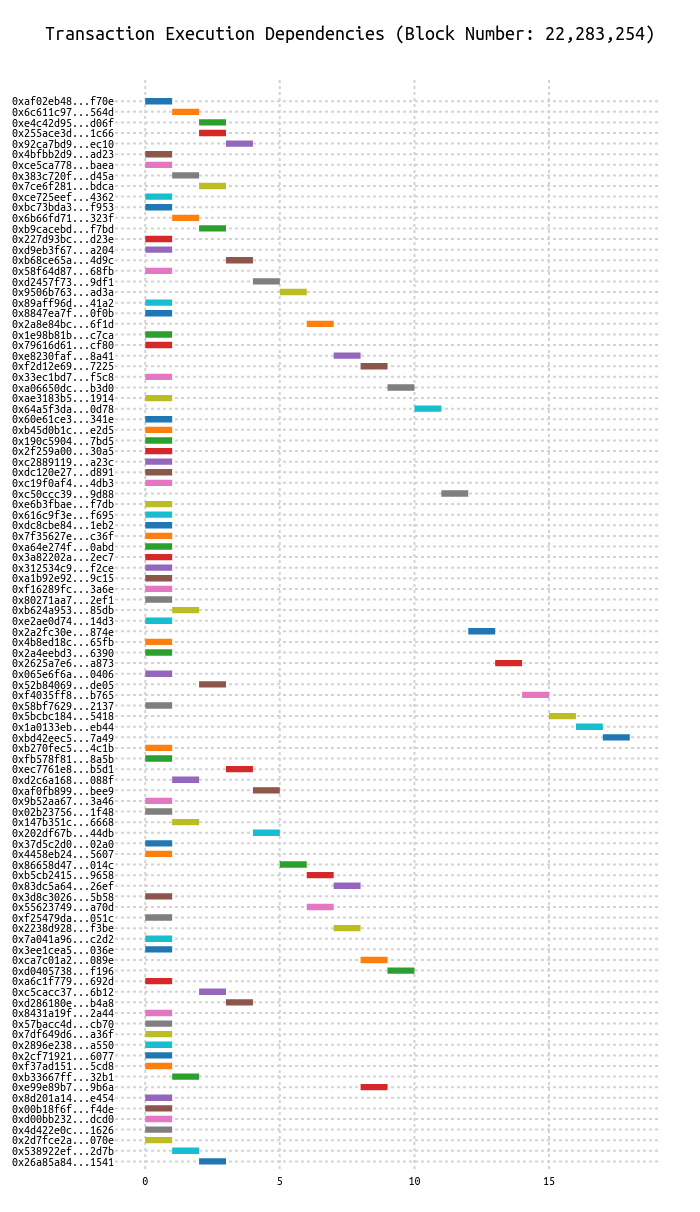 Transaction Execution Dependencies (Block Number: 22,283,254)
0xaf02eb48...f70e
0x6c611c97...564d
0xe4c42d95...d06f
0x255ace3d...1c66
0x92ca7bd9...ec10
0x4bfbb2d9...ad23
0xce5ca778...baea
0x383c720f...d45a
0x7ce6f281...bdca
0xce725eef...4362
0xbc73bda3...f953
0x6b66fd71...323f
0xb9cacebd...f7bd
0x227d93bc...d23e
0xd9eb3f67...a204
0xb68ce65a...4d9c
0x58f64d87...68fb
0xd2457f73...9df1
0x9506b763...ad3a
0x89aff96d...41a2
0x8847ea7f...0f0b
0x2a8e84bc...6f1d
0x1e98b81b...c7ca
0x79616d61...cf80
0xe8230faf...8a41
0xf2d12e69...7225
0x33ec1bd7...f5c8
0xa06650dc...b3d0
0xae3183b5...1914
0x64a5f3da...0d78
0x60e61ce3...341e
0xb45d0b1c...e2d5
0x190c5904...7bd5
0x2f259a00...30a5
0xc2889119...a23c
0xdc120e27...d891
0xc19f0af4...4db3
0xc50ccc39...9d88
0xe6b3fbae...f7db
0x616c9f3e...f695
0xdc8cbe84...1eb2
0x7f35627e...c36f
0xa64e274f...0abd
0x3a82202a...2ec7
0x312534c9...f2ce
0xa1b92e92...9c15
0xf16289fc...3a6e
0x80271aa7...2ef1
0xb624a953...85db
0xe2ae0d74...14d3
0x2a2fc30e...874e
0x4b8ed18c...65fb
0x2a4eebd3...6390
0x2625a7e6...a873
0x065e6f6a...0406
0x52b84069...de05
0xf4035ff8...b765
0x58bf7629...2137
0x5bcbc184...5418
0x1a0133eb...eb44
0xbd42eec5...7a49
0xb270fec5...4c1b
0xfb578f81...8a5b
0xec7761e8...b5d1
0xd2c6a168...088f
0xaf0fb899...bee9
0x9b52aa67...3a46
0x02b23756...1f48
0x147b351c...6668
0x202df67b...44db
0x37d5c2d0...02a0
0x4458eb24...5607
0x86658d47...014c
0xb5cb2415...9658
0x83dc5a64...26ef
0x3d8c3026...5b58
0x55623749...a70d
0xf25479da...051c
0x2238d928...f3be
0x7a041a96...c2d2
0x3ee1cea5...036e
0xca7c01a2...089e
0xd0405738...f196
0xa6c1f779...692d
0xc5cacc37...6b12
0xd286180e...b4a8
0x8431a19f...2a44
0x57bacc4d...cb70
0x7df649d6...a36f
0x2896e238...a550
0x2cf71921...6077
0xf37ad151...5cd8
0xb33667ff...32b1
0xe99e89b7...9b6a
0x8d201a14...e454
0x00b18f6f...f4de
0xd00bb232...dcd0
0x4d422e0c...1626
0x2d7fce2a...070e
0x538922ef...2d7b
0x26a85a84...1541
0 5 10 15